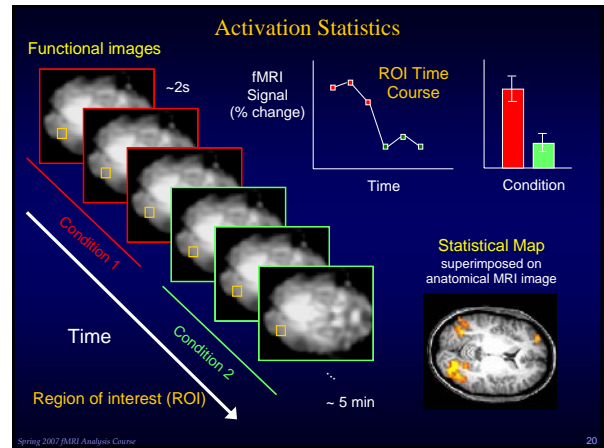 Activation Statistics
Functional images
~2s
fMRI
Signal
(% change)
ROI Time
Course
Time
Condition
Condition 1
Condition 2
Time
Statistical Map
superimposed on
anatomical MRI image
...
~ 5 min
Region of interest (ROI)
Spring 2007 fMRI Analysis Course
20